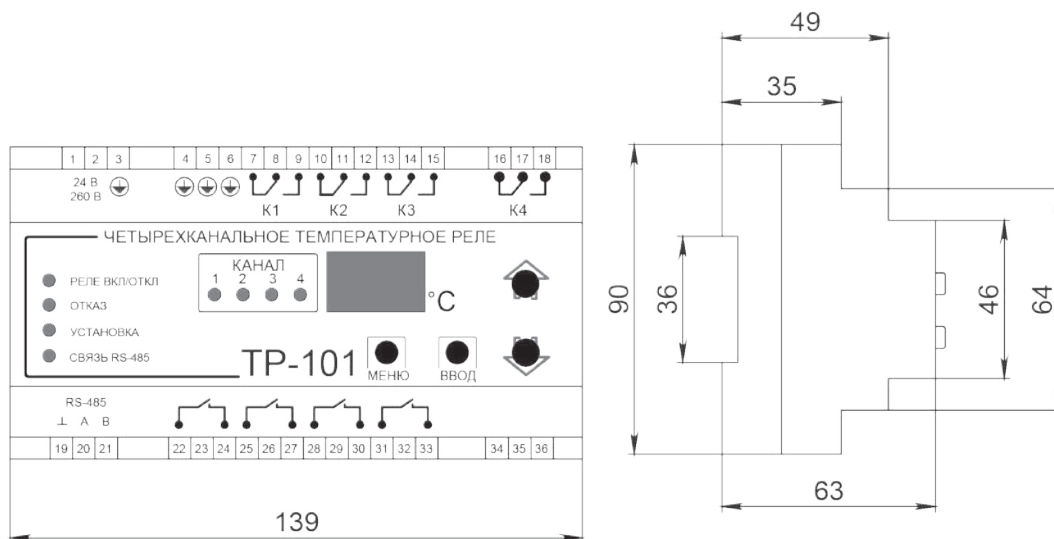 49
35
1 2 3 4 5 6 7 8 9 10 11 12 13 14 15 16 17 18
24 В
260 В
К1 К2 К3 К4
ЧЕТЫРЕХКАНАЛЬНОЕ ТЕМПЕРАТУРНОЕ РЕЛЕ
КАНАЛ
1 2 3 4
РЕЛЕ ВКЛ/ОТКЛ
ОТКАЗ
°C
УСТАНОВКА
СВЯЗЬ RS-485
ТР-101
МЕНЮ ВВОД
RS-485
⊥ A B
19 20 21 22 23 24 25 26 27 28 29 30 31 32 33 34 35 36
139
90
36
46
64
63